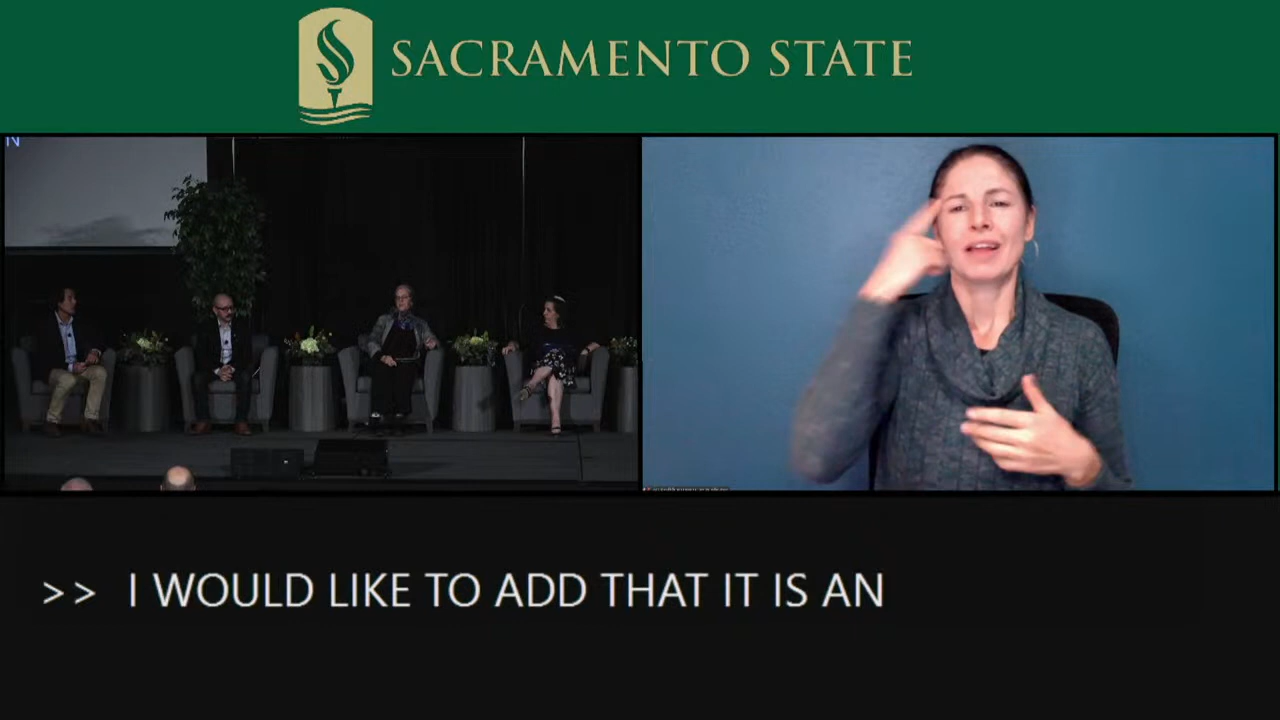 SACRAMENTO STATE
N
>> I WOULD LIKE TO ADD THAT IT IS AN